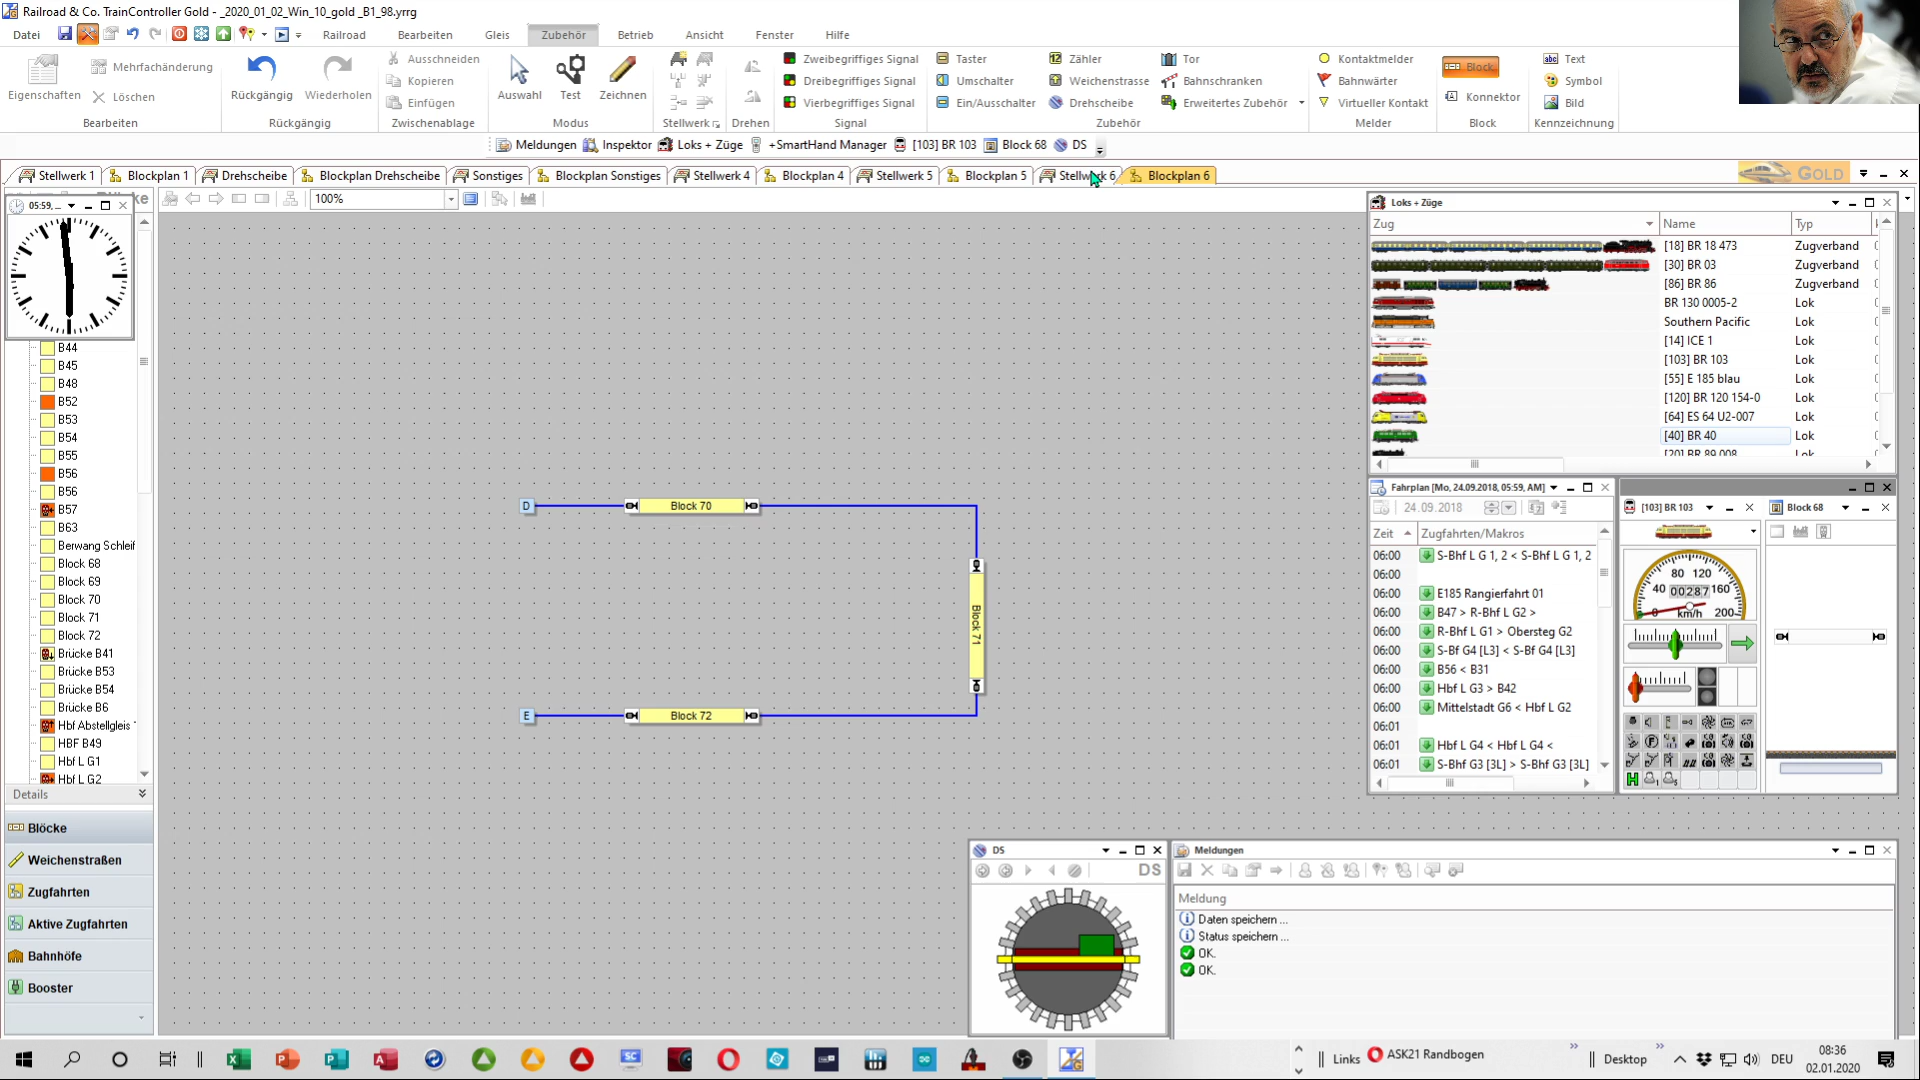 Railroad & Co. TrainController Gold - _2020_01_02_Win_10_gold _B1_98.yrrg
Datei Railroad Bearbeiten Gleis Zubehör Betrieb Ansicht Fenster Hilfe
Eigenschaften
Mehrfachänderung
Löschen
Bearbeiten
Rückgängig Wiederholen
Rückgängig
Ausschneiden
Kopieren
Einfügen
Zwischenablage
Auswahl Test Zeichnen
Modus
Stellwerk
Drehen
Zweibegriffiges Signal
Dreibegriffiges Signal
Vierbegriffiges Signal
Signal
Taster
Umschalter
Ein/Ausschalter
Zähler
Weichenstrasse
Drehscheibe
Tor
Bahnschranken
Erweitertes Zubehör
Zubehör
Kontaktmelder
Bahnwärter
Virtueller Kontakt
Melder
Block
Konnektor
Block
Text
Symbol
Bild
Kennzeichnung
Meldungen Inspektor Loks + Züge +SmartHand Manager [103] BR 103 Block 68 DS
Stellwerk 1 Blockplan 1 Drehscheibe Blockplan Drehscheibe Sonstiges Blockplan Sonstiges Stellwerk 4 Blockplan 4 Stellwerk 5 Blockplan 5 Stellwerk 6 Blockplan 6
GOLD
100%
05:59, ...
B44
B45
B48
B52
B53
B54
B55
B56
B56
B57
B63
Berwang Schleif
Block 68
Block 69
Block 70
Block 71
Block 72
Brücke B41
Brücke B53
Brücke B54
Brücke B6
Hbf Abstellgleis
HBF B49
Hbf L G1
Hbf L G2
Details
Blöcke
Weichenstraßen
Zugfahrten
Aktive Zugfahrten
Bahnhöfe
Booster
D Block 70
Block 71
E Block 72
Loks + Züge
Zug Name Typ
[18] BR 18 473 Zugverband
[30] BR 03 Zugverband
[86] BR 86 Zugverband
BR 130 0005-2 Lok
Southern Pacific Lok
[14] ICE 1 Lok
[103] BR 103 Lok
[55] E 185 blau Lok
[120] BR 120 154-0 Lok
[64] ES 64 U2-007 Lok
[40] BR 40 Lok
[20] BR 89 008 Lok
Fahrplan [Mo, 24.09.2018, 05:59, AM]
24.09.2018
Zeit Zugfahrten/Makros
06:00 S-Bhf L G 1, 2 < S-Bhf L G 1, 2
06:00
06:00 E185 Rangierfahrt 01
06:00 B47 > R-Bhf L G2 >
06:00 R-Bhf L G1 > Obersteg G2
06:00 S-Bf G4 [L3] < S-Bf G4 [L3]
06:00 B56 < B31
06:00 Hbf L G3 > B42
06:00 Mittelstadt G6 < Hbf L G2
06:01
06:01 Hbf L G4 < Hbf L G4 <
06:01 S-Bhf G3 [3L] > S-Bhf G3 [3L]
[103] BR 103
80 120
40 00287 160
0 km/h 200
Block 68
DS
DS
Meldungen
Meldung
Daten speichern ...
Status speichern ...
OK.
OK.
Links ASK21 Randbogen
Desktop
DEU
08:36
02.01.2020